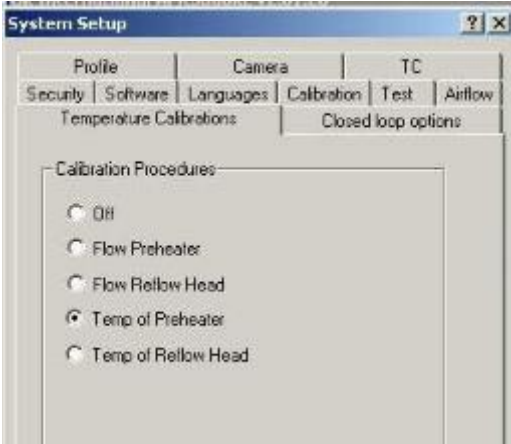 System Setup
Profile Camera TC
Security Software Languages Calibration Test Airflow
Temperature Calibrations Closed loop options
Calibration Procedures
Off
Flow Preheater
Flow Reflow Head
Temp of Preheater
Temp of Reflow Head